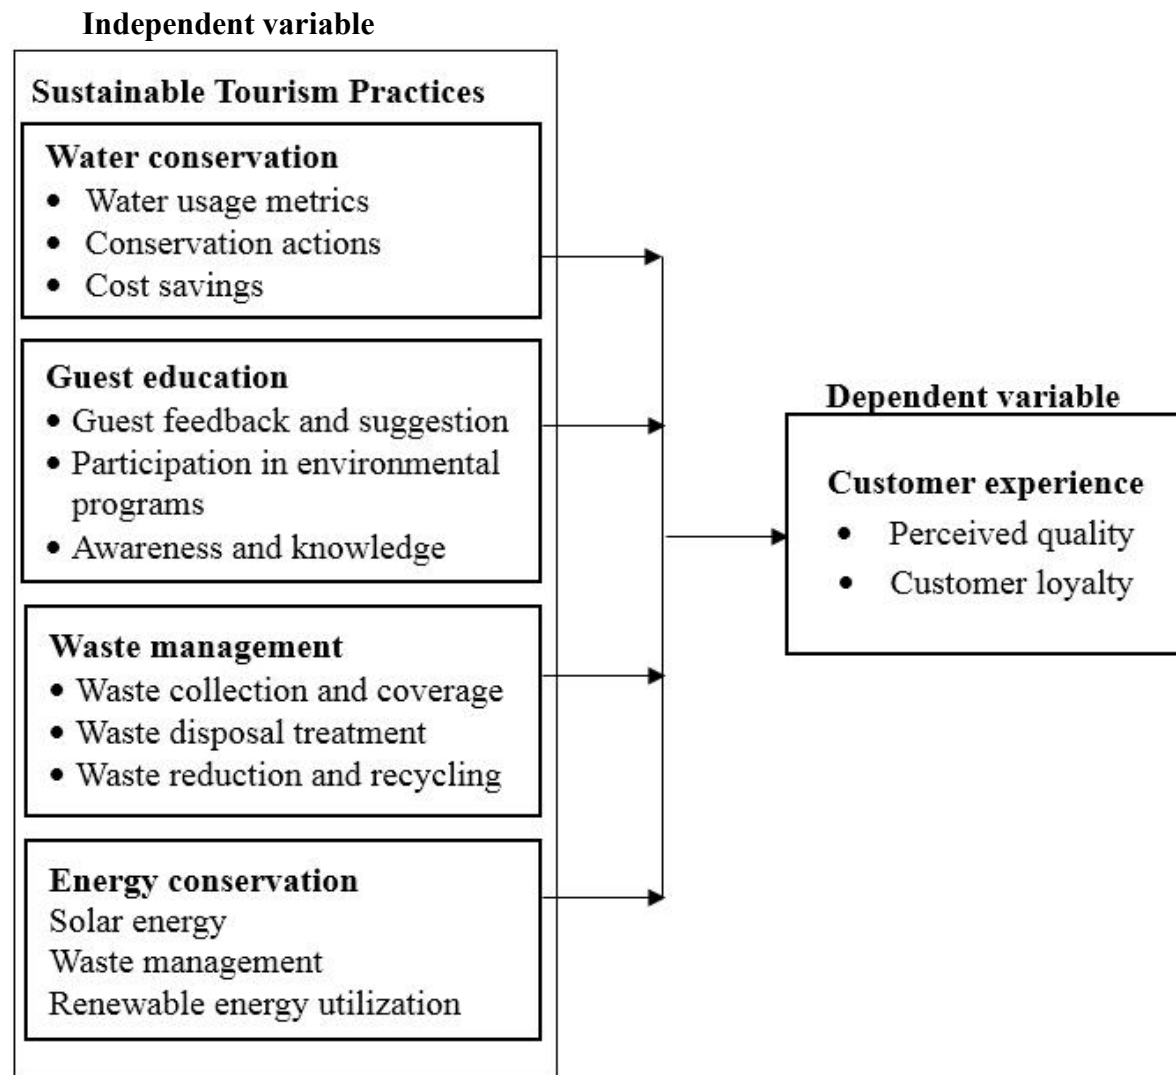 Independent variable
Sustainable Tourism Practices
Water conservation
• Water usage metrics
• Conservation actions
• Cost savings
Guest education
• Guest feedback and suggestion
• Participation in environmental
programs
• Awareness and knowledge
Waste management
• Waste collection and coverage
• Waste disposal treatment
• Waste reduction and recycling
Energy conservation
Solar energy
Waste management
Renewable energy utilization
Dependent variable
Customer experience
• Perceived quality
• Customer loyalty